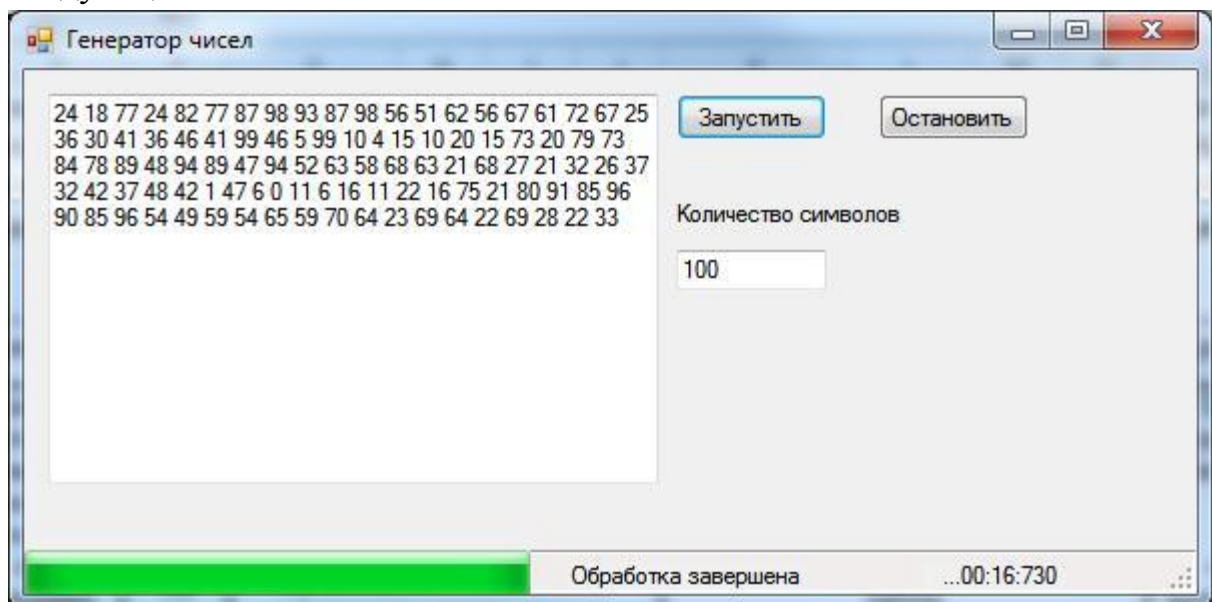 Генератор чисел
24 18 77 24 82 77 87 98 93 87 98 56 51 62 56 67 61 72 67 25
36 30 41 36 46 41 99 46 5 99 10 4 15 10 20 15 73 20 79 73
84 78 89 48 94 89 47 94 52 63 58 68 63 21 68 27 21 32 26 37
32 42 37 48 42 1 47 6 0 11 6 16 11 22 16 75 21 80 91 85 96
90 85 96 54 49 59 54 65 59 70 64 23 69 64 22 69 28 22 33
Запустить Остановить
Количество символов
100
Обработка завершена ...00:16:730